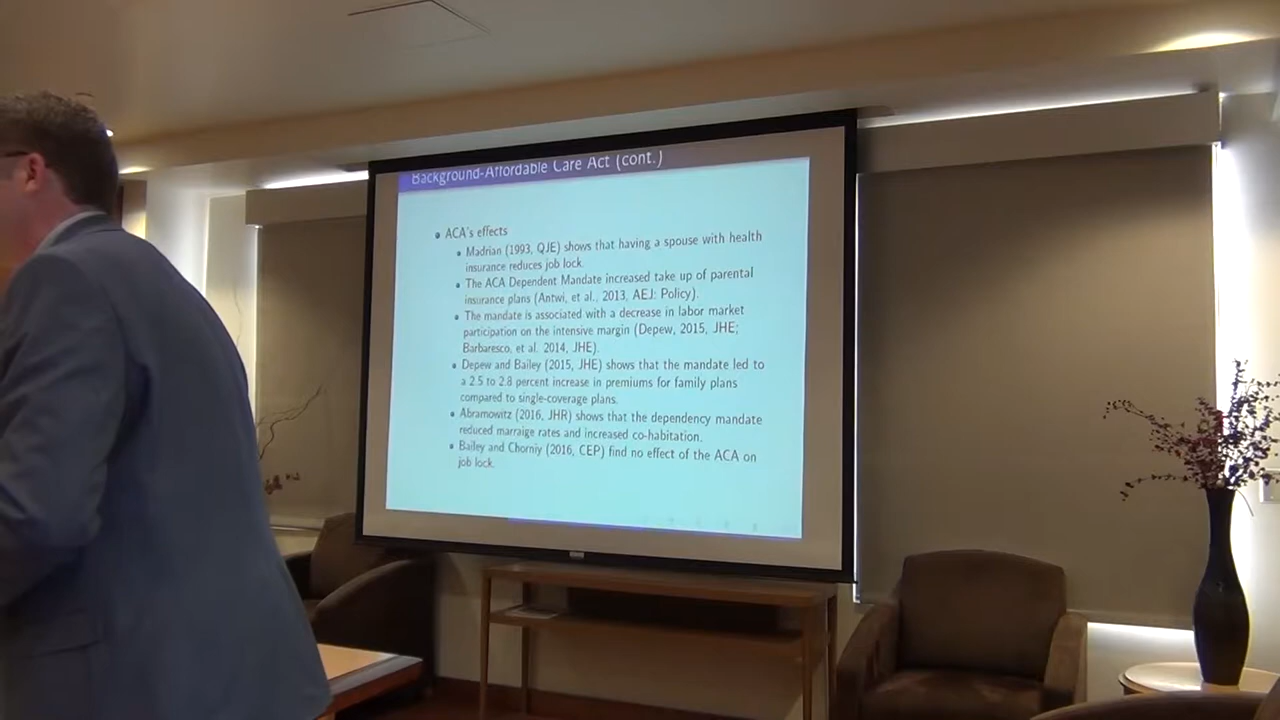 Background-Affordable Care Act (cont.)
ACA's effects
Madrian (1993, QJE) shows that having a spouse with health
insurance reduces job lock.
The ACA Dependent Mandate increased take up of parental
insurance plans (Antwi, et al., 2013, AEJ: Policy).
The mandate is associated with a decrease in labor market
participation on the intensive margin (Depew, 2015, JHE;
Barbaresco, et al. 2014, JHE).
Depew and Bailey (2015, JHE) shows that the mandate led to
a 2.5 to 2.8 percent increase in premiums for family plans
compared to single-coverage plans.
Abramowitz (2016, JHR) shows that the dependency mandate
reduced marraige rates and increased co-habitation.
Bailey and Chorniy (2016, CEP) find no effect of the ACA on
job lock.